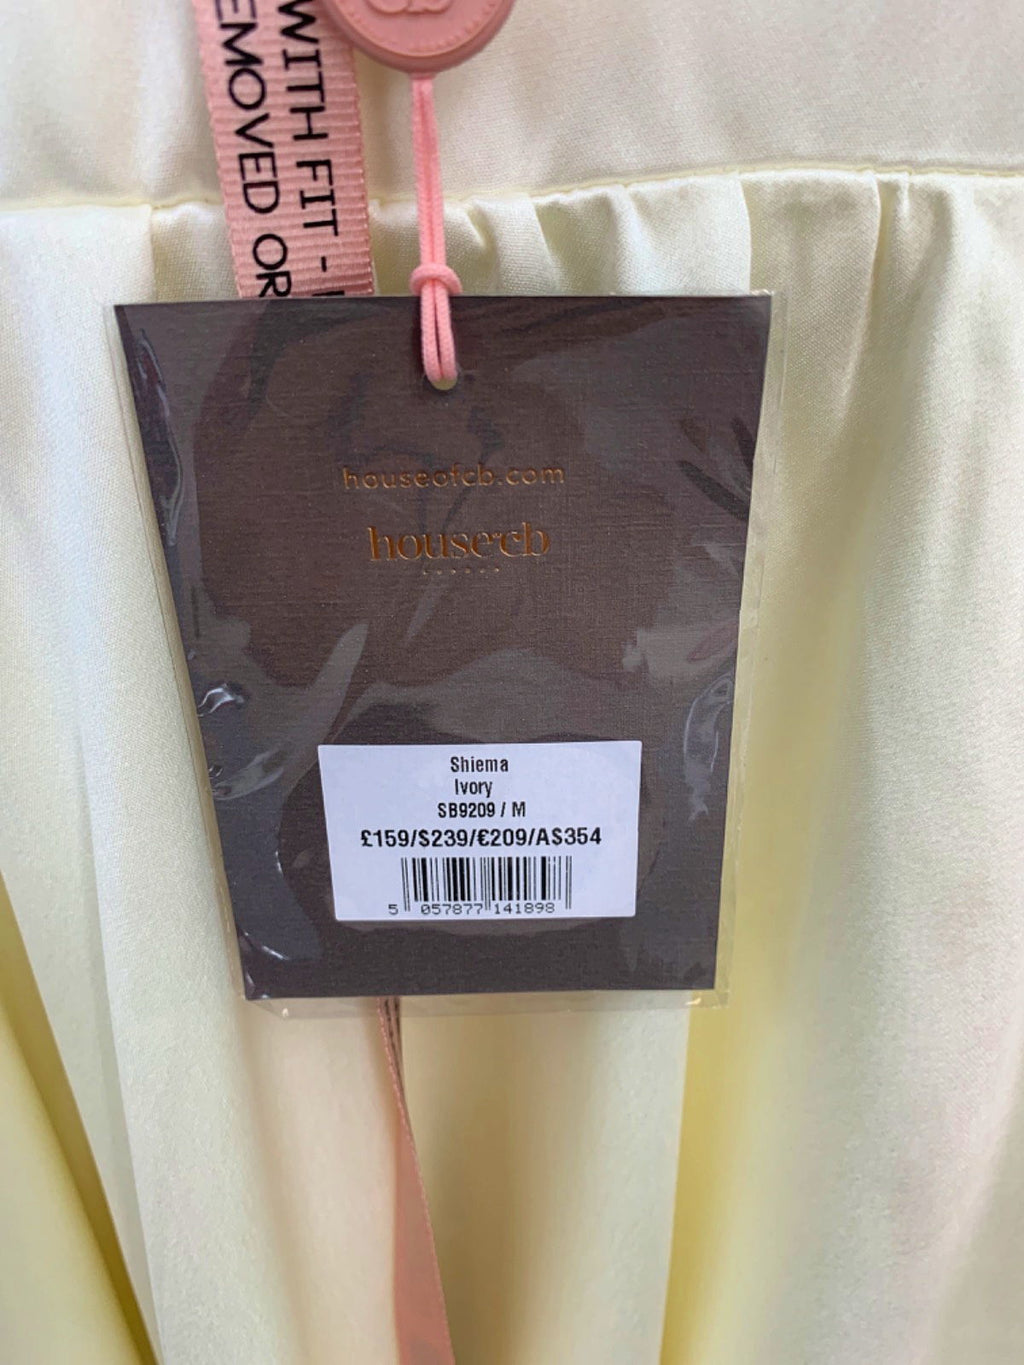 WITH FIT -
EMOVED OR
houseofcb.com
house of cb
Shiema
Ivory
SB9209 / M
£159/$239/€209/A$354
5 057877 141898